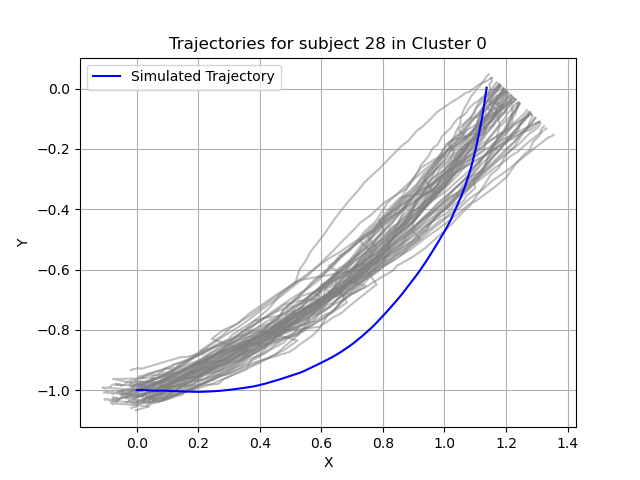 Trajectories for subject 28 in Cluster 0
Simulated Trajectory
0.0
−0.2
−0.4
−0.6
−0.8
−1.0
Y
0.0 0.2 0.4 0.6 0.8 1.0 1.2 1.4
X